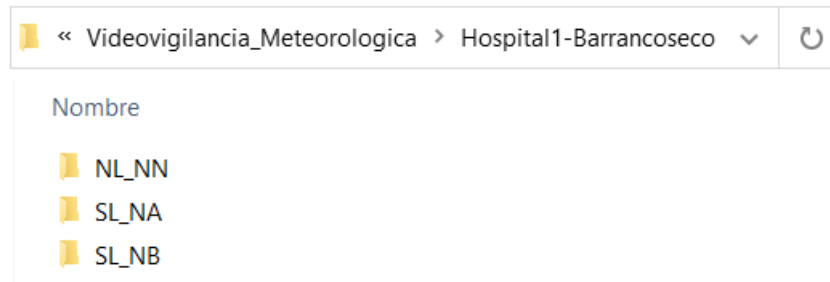 « Videovigilancia_Meteorologica > Hospital1-Barrancoseco
Nombre
NL_NN
SL_NA
SL_NB